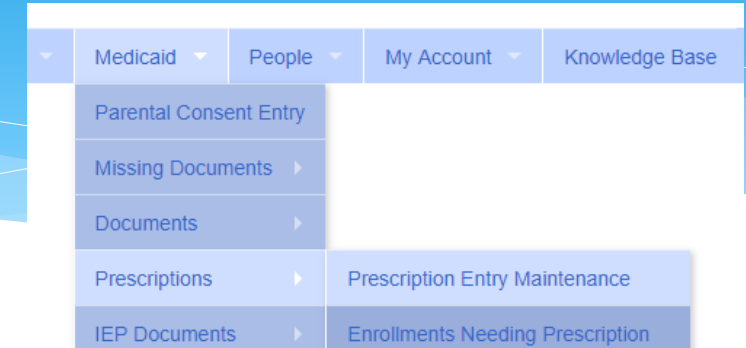 Medicaid People My Account Knowledge Base
Parental Consent Entry
Missing Documents
Documents
Prescriptions Prescription Entry Maintenance
IEP Documents Enrollments Needing Prescription